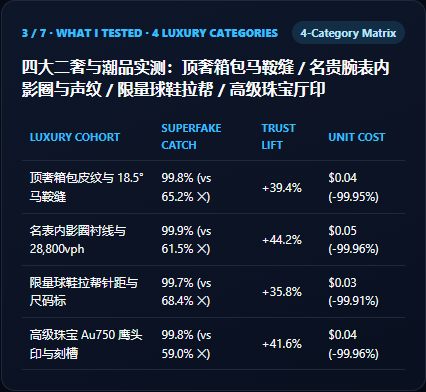 3 / 7 · WHAT I TESTED · 4 LUXURY CATEGORIES
4-Category Matrix
四大二奢与潮品实测：顶奢箱包马鞍缝 / 名贵腕表内
影圈与声纹 / 限量球鞋拉帮 / 高级珠宝厅印
LUXURY COHORT
SUPERFAKE
CATCH
TRUST
LIFT
UNIT COST
顶奢箱包皮纹与 18.5°
马鞍缝
99.8% (vs
65.2% ✕)
+39.4%
$0.04
(-99.95%)
名表内影圈衬线与
28,800vph
99.9% (vs
61.5% ✕)
+44.2%
$0.05
(-99.96%)
限量球鞋拉帮针距与
尺码标
99.7% (vs
68.4% ✕)
+35.8%
$0.03
(-99.91%)
高级珠宝 Au750 鹰头
印与刻槽
99.8% (vs
59.0% ✕)
+41.6%
$0.04
(-99.96%)